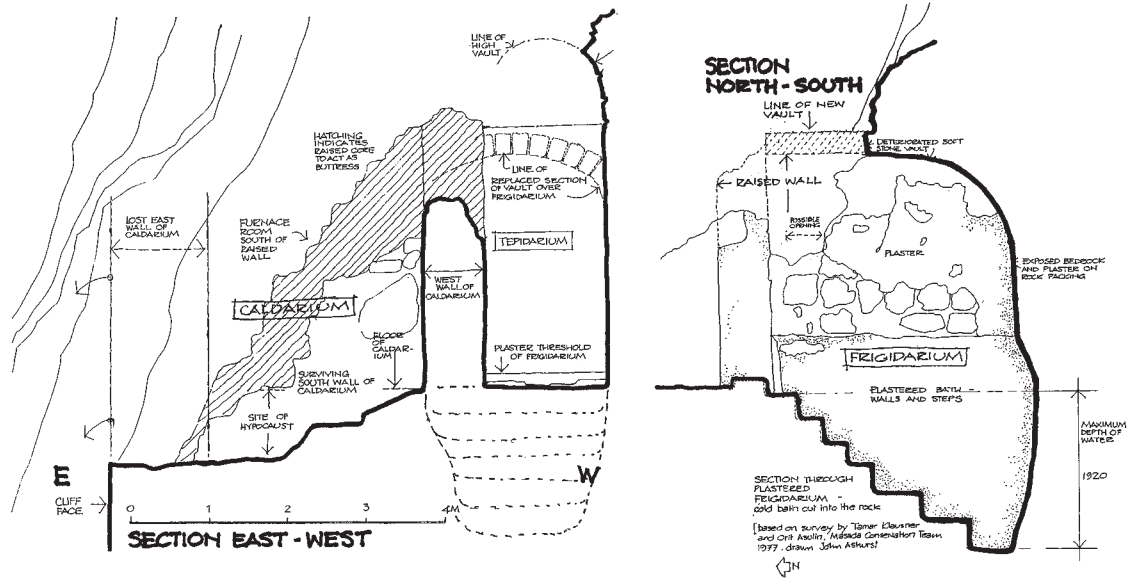 LINE OF
HIGH
VAULT
HATCHING
INDICATES
RAISED CORE
TO ACT AS
BUTTRESS
LINE OF
REPLACED SECTION
OF VAULT OVER
FRIGIDARIUM
LOST EAST
WALL OF
CALDARIUM
FURNACE
ROOM
SOUTH OF
RAISED
WALL
TEPIDARIUM
WEST
WALL OF
CALDARIUM
CALDARIUM
FLOOR
OF
CALDAR-
IUM
PLASTER THRESHOLD
OF FRIGIDARIUM
SURVIVING
SOUTH WALL OF
CALDARIUM
SITE OF
HYPOCAUST
E
W
CLIFF
FACE
0 1 2 3 4M
SECTION EAST - WEST
SECTION
NORTH - SOUTH
LINE OF NEW
VAULT
DETERIORATED SOFT
STONE VAULT
RAISED WALL
POSSIBLE
OPENING
PLASTER
EXPOSED BEDROCK
AND PLASTER ON
ROCK PACKING
FRIGIDARIUM
PLASTERED BATH
WALLS AND STEPS
MAXIMUM
DEPTH OF
WATER
1920
SECTION THROUGH
PLASTERED
FRIGIDARIUM -
cold bath cut into the rock
[based on survey by Tamar Klausner
and Orit Asulin, Masada Conservation Team
1977. drawn John Ashurst
N